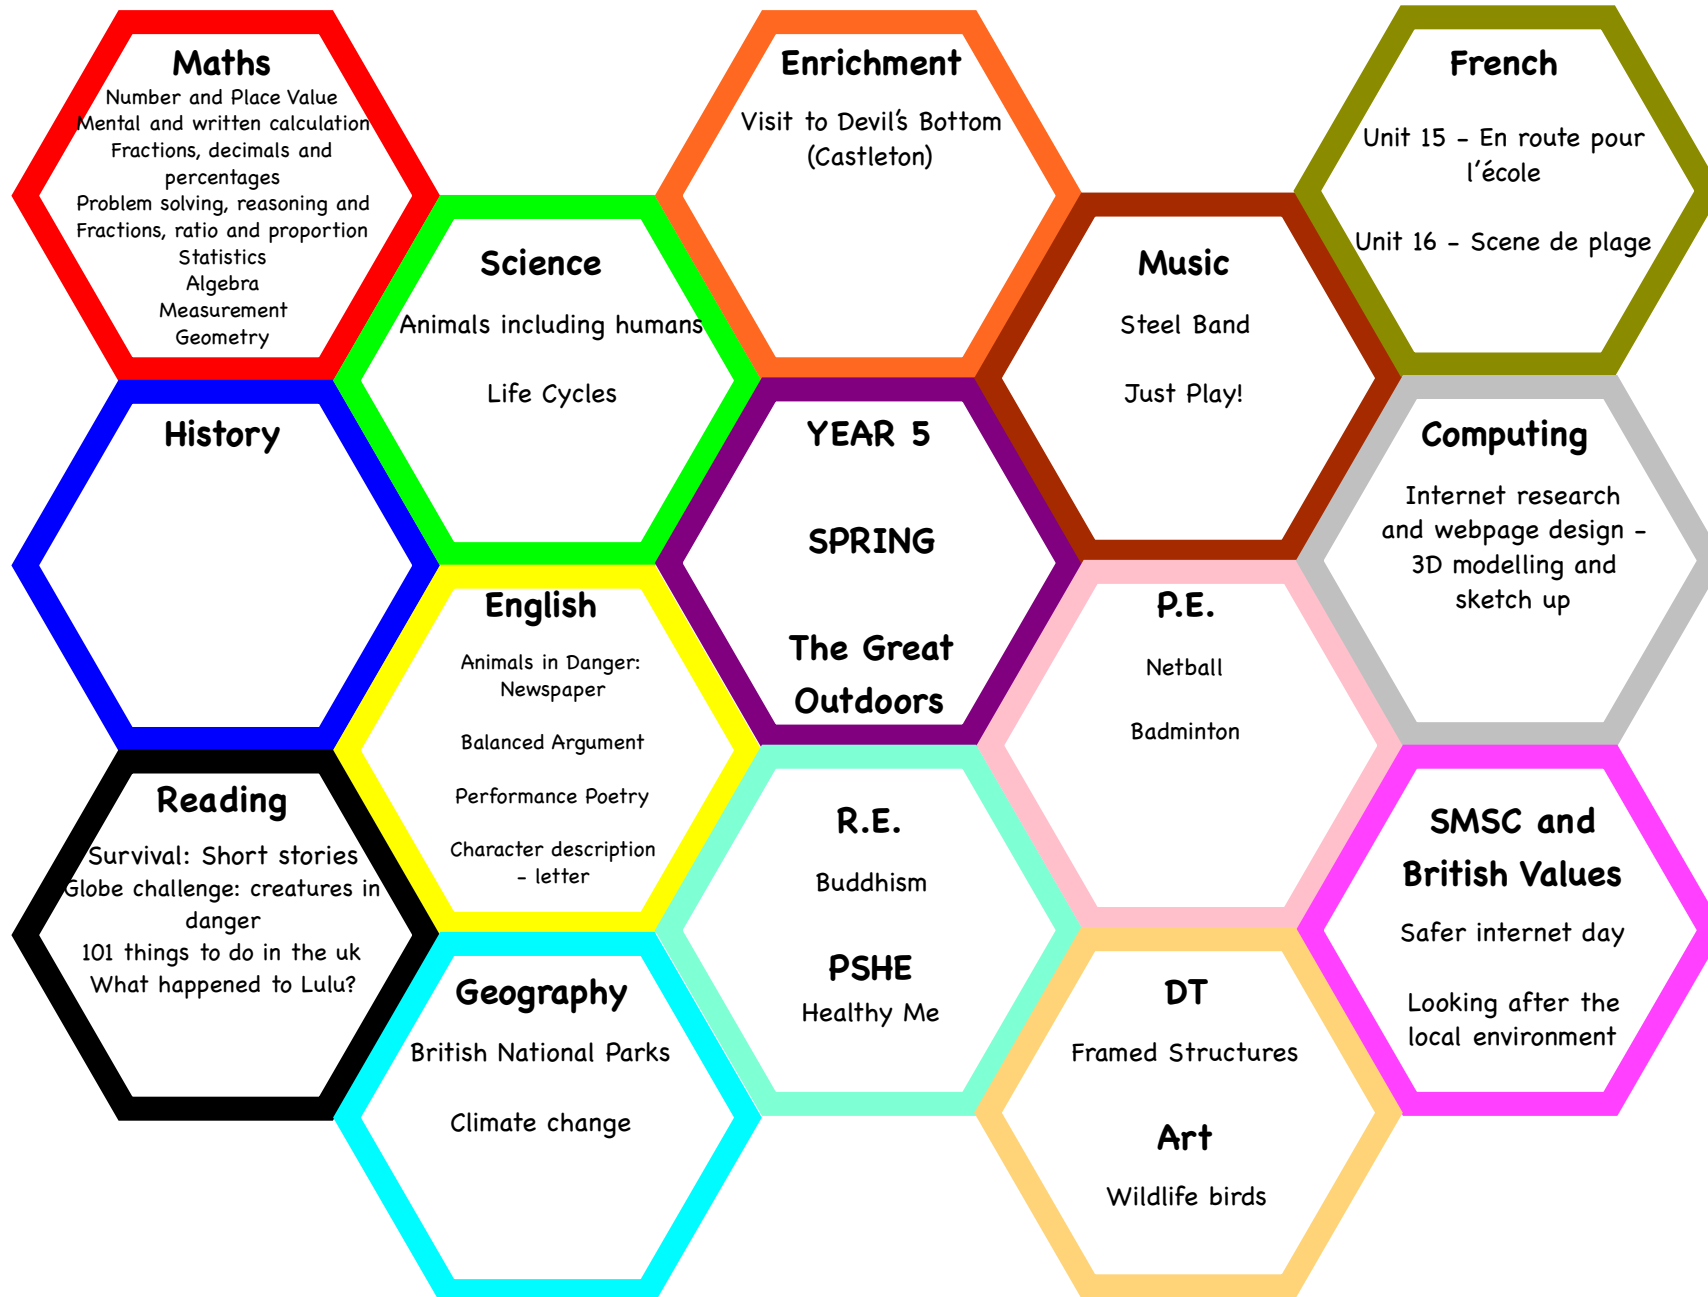 Maths
Number and Place Value
Mental and written calculation
Fractions, decimals and
percentages
Problem solving, reasoning and
Fractions, ratio and proportion
Statistics
Algebra
Measurement
Geometry
Enrichment
Visit to Devil's Bottom
(Castleton)
French
Unit 15 - En route pour
l'école
Unit 16 - Scene de plage
Science
Animals including humans
Life Cycles
Music
Steel Band
Just Play!
History
YEAR 5
SPRING
The Great
Outdoors
Computing
Internet research
and webpage design -
3D modelling and
sketch up
English
Animals in Danger:
Newspaper
Balanced Argument
Performance Poetry
Character description
- letter
P.E.
Netball
Badminton
Reading
Survival: Short stories
Globe challenge: creatures in
danger
101 things to do in the uk
What happened to Lulu?
R.E.
Buddhism
PSHE
Healthy Me
SMSC and
British Values
Safer internet day
Looking after the
local environment
Geography
British National Parks
Climate change
DT
Framed Structures
Art
Wildlife birds